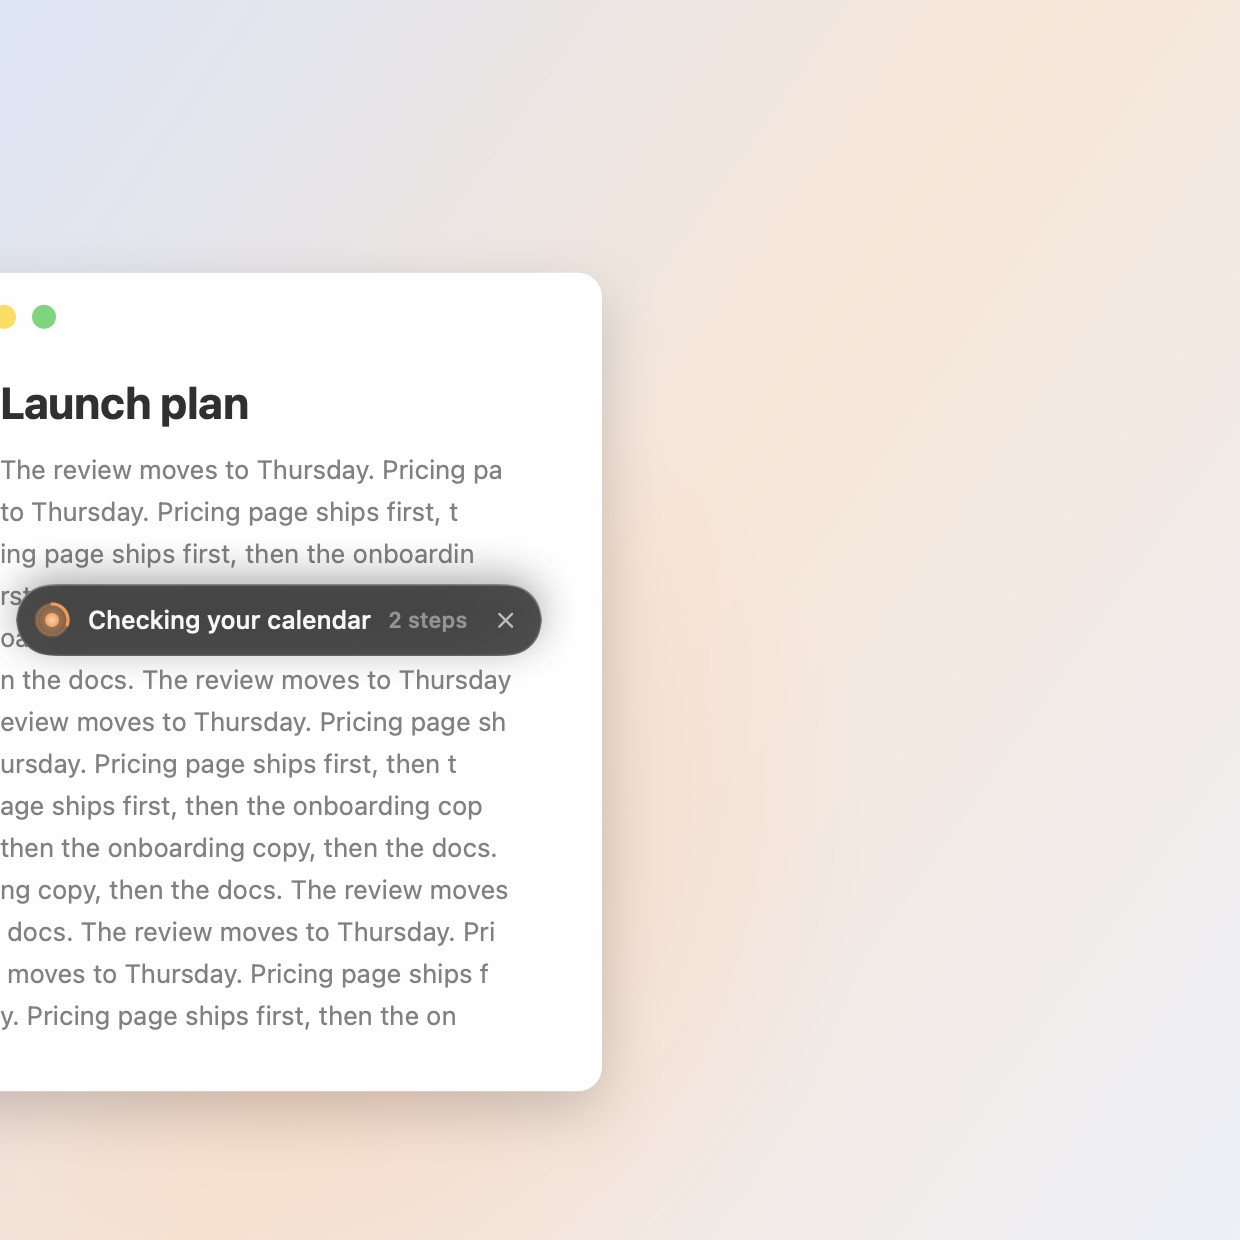 Launch plan
The review moves to Thursday. Pricing pa
to Thursday. Pricing page ships first, t
ing page ships first, then the onboardin
Checking your calendar 2 steps
n the docs. The review moves to Thursday
eview moves to Thursday. Pricing page sh
ursday. Pricing page ships first, then t
age ships first, then the onboarding cop
then the onboarding copy, then the docs.
ng copy, then the docs. The review moves
docs. The review moves to Thursday. Pri
moves to Thursday. Pricing page ships f
y. Pricing page ships first, then the on